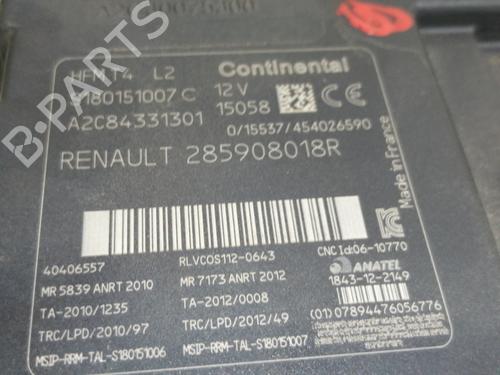 HFM T4 L2
Continental
S180151007 C
12 V
CE
A2C84331301
15058
0/15537/454026590
RENAULT 285908018R
Made in France
RLVCOS112-0643
CNC Id:06-10770
40406557
MR 5839 ANRT 2010
MR 7173 ANRT 2012
ANATEL
TA-2010/1235
TA-2012/0008
1843-12-2149
TRC/LPD/2010/97
TRC/LPD/2012/49
(01) 07894476056776
MSIP-RRM-TAL-S180151006
MSIP-RRM-TAL-S180151007
B-PARTS